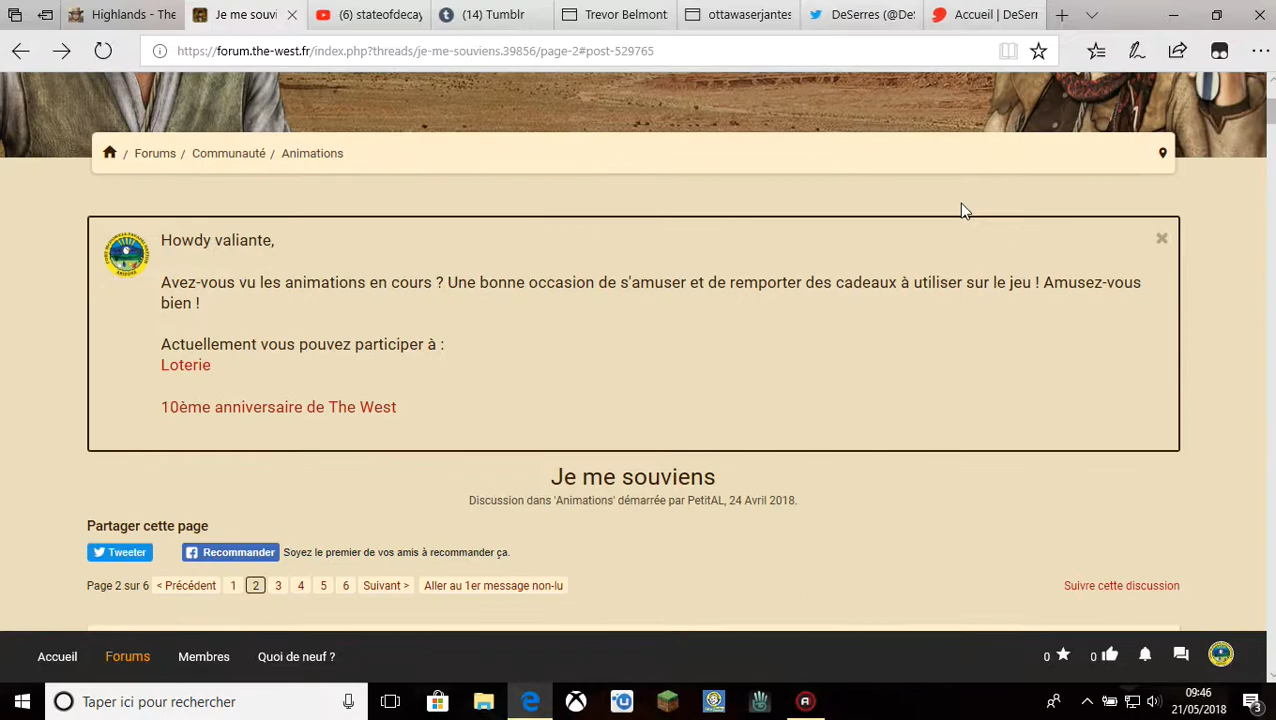 Highlands - The
Je me souvi
(6) stateofdecay
(14) Tumblr
Trevor Belmont
ottawaserjantes
DeSerres (@DeS
Accueil | DeSerr
https://forum.the-west.fr/index.php?threads/je-me-souviens.39856/page-2#post-529765
/ Forums / Communauté / Animations
Howdy valiante,
Avez-vous vu les animations en cours ? Une bonne occasion de s'amuser et de remporter des cadeaux à utiliser sur le jeu ! Amusez-vous
bien !
Actuellement vous pouvez participer à :
Loterie
10ème anniversaire de The West
Je me souviens
Discussion dans 'Animations' démarrée par PetitAL, 24 Avril 2018.
Partager cette page
Tweeter
Recommander Soyez le premier de vos amis à recommander ça.
Page 2 sur 6 < Précédent 1 2 3 4 5 6 Suivant > Aller au 1er message non-lu
Suivre cette discussion
Accueil Forums Membres Quoi de neuf ?
0 0
Taper ici pour rechercher
09:46
21/05/2018
3